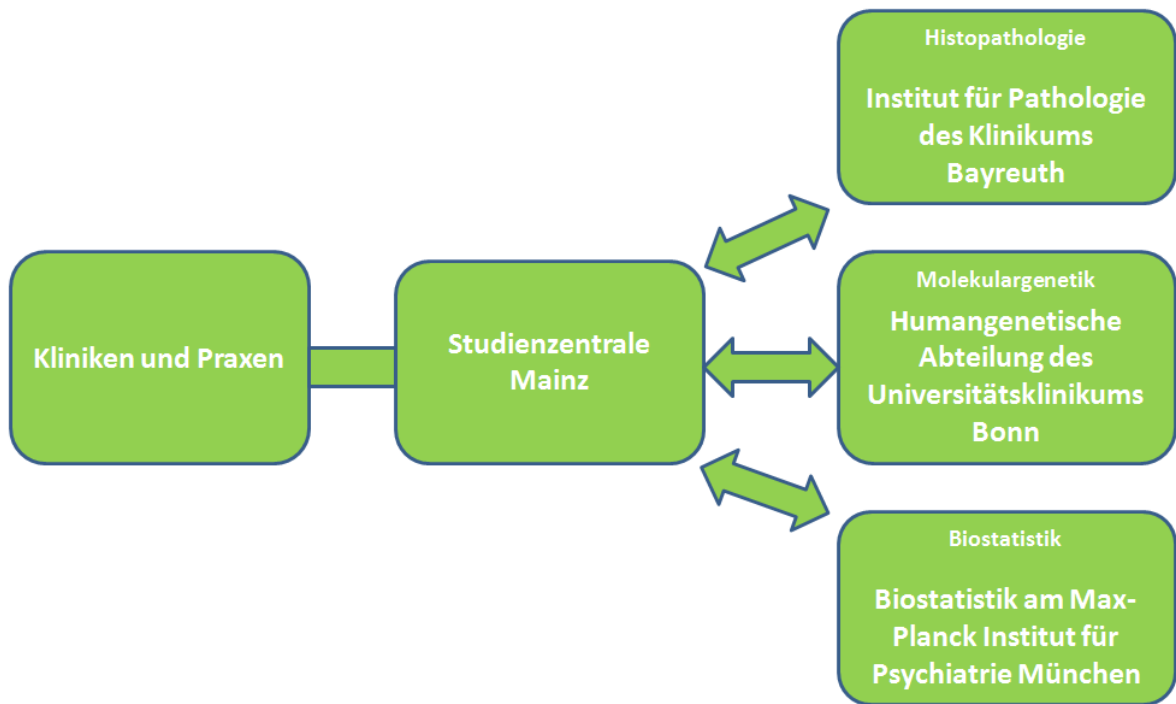 Kliniken und Praxen
Studienzentrale
Mainz
Histopathologie
Institut für Pathologie
des Klinikums
Bayreuth
Molekulargenetik
Humangenetische
Abteilung des
Universitätsklinikums
Bonn
Biostatistik
Biostatistik am Max-
Planck Institut für
Psychiatrie München